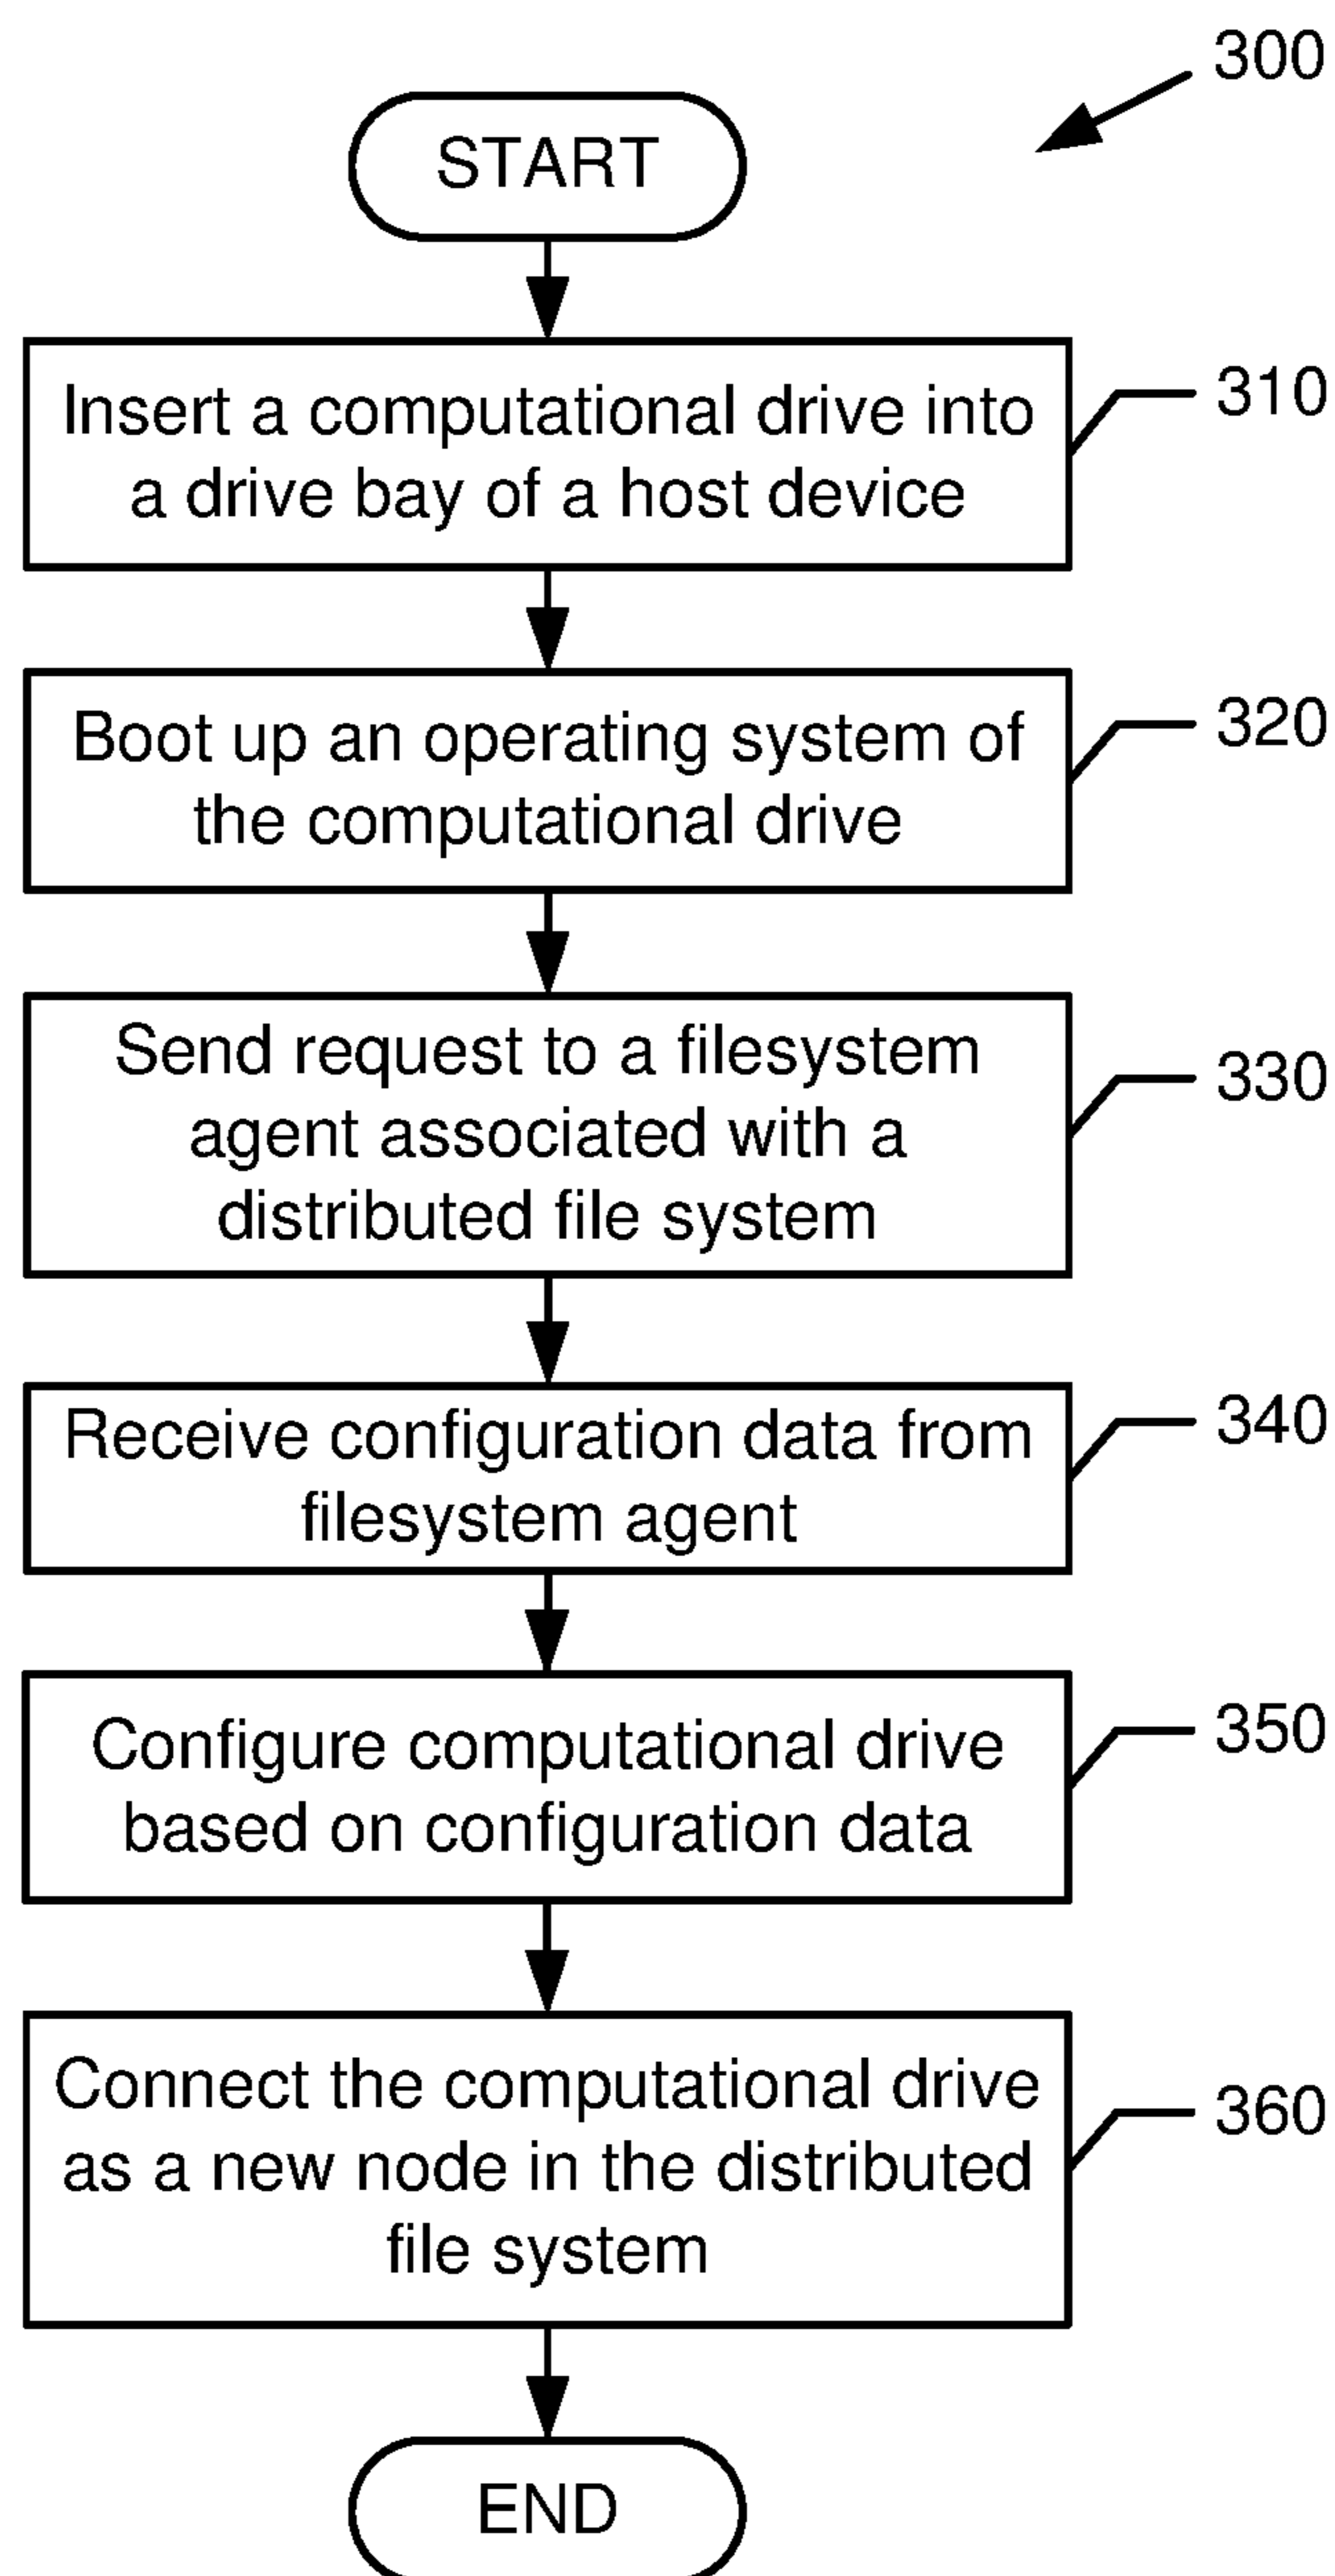 300
START
Insert a computational drive into
a drive bay of a host device
310
Boot up an operating system of
the computational drive
320
Send request to a filesystem
agent associated with a
distributed file system
330
Receive configuration data from
filesystem agent
340
Configure computational drive
based on configuration data
350
Connect the computational drive
as a new node in the distributed
file system
360
END